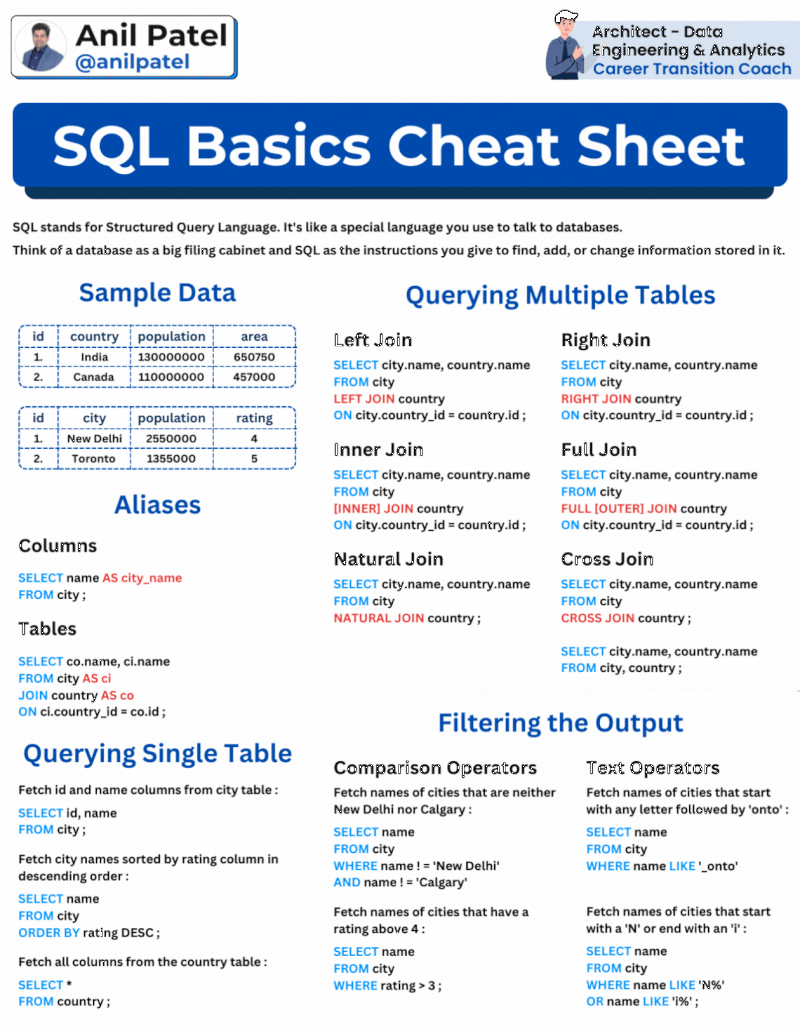 Anil Patel
@anilpatel
Architect - Data
Engineering & Analytics
Career Transition Coach
SQL Basics Cheat Sheet
SQL stands for Structured Query Language. It's like a special language you use to talk to databases.
Think of a database as a big filing cabinet and SQL as the instructions you give to find, add, or change information stored in it.
Sample Data
id country population area
1. India 130000000 650750
2. Canada 110000000 457000
id city population rating
1. New Delhi 2550000 4
2. Toronto 1355000 5
Aliases
Columns
SELECT name AS city_name
FROM city ;
Tables
SELECT co.name, ci.name
FROM city AS ci
JOIN country AS co
ON ci.country_id = co.id ;
Querying Single Table
Fetch id and name columns from city table :
SELECT id, name
FROM city ;
Fetch city names sorted by rating column in
descending order :
SELECT name
FROM city
ORDER BY rating DESC ;
Fetch all columns from the country table :
SELECT *
FROM country ;
Querying Multiple Tables
Left Join
SELECT city.name, country.name
FROM city
LEFT JOIN country
ON city.country_id = country.id ;
Right Join
SELECT city.name, country.name
FROM city
RIGHT JOIN country
ON city.country_id = country.id ;
Inner Join
SELECT city.name, country.name
FROM city
[INNER] JOIN country
ON city.country_id = country.id ;
Full Join
SELECT city.name, country.name
FROM city
FULL [OUTER] JOIN country
ON city.country_id = country.id ;
Natural Join
SELECT city.name, country.name
FROM city
NATURAL JOIN country ;
Cross Join
SELECT city.name, country.name
FROM city
CROSS JOIN country ;
SELECT city.name, country.name
FROM city, country ;
Filtering the Output
Comparison Operators
Fetch names of cities that are neither
New Delhi nor Calgary :
SELECT name
FROM city
WHERE name ! = 'New Delhi'
AND name ! = 'Calgary'
Fetch names of cities that have a
rating above 4 :
SELECT name
FROM city
WHERE rating > 3 ;
Text Operators
Fetch names of cities that start
with any letter followed by 'onto' :
SELECT name
FROM city
WHERE name LIKE '_onto'
Fetch names of cities that start
with a 'N' or end with an 'i' :
SELECT name
FROM city
WHERE name LIKE 'N%'
OR name LIKE 'i%' ;